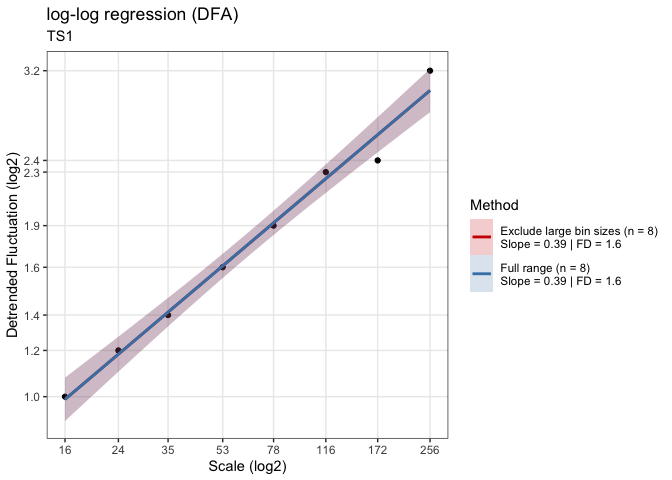 log-log regression (DFA)
TS1
Detrended Fluctuation (log2)
3.2
2.4
2.3
1.9
1.6
1.4
1.2
1.0
16 24 35 53 78 116 172 256
Scale (log2)
Method
Exclude large bin sizes (n = 8)
Slope = 0.39 | FD = 1.6
Full range (n = 8)
Slope = 0.39 | FD = 1.6